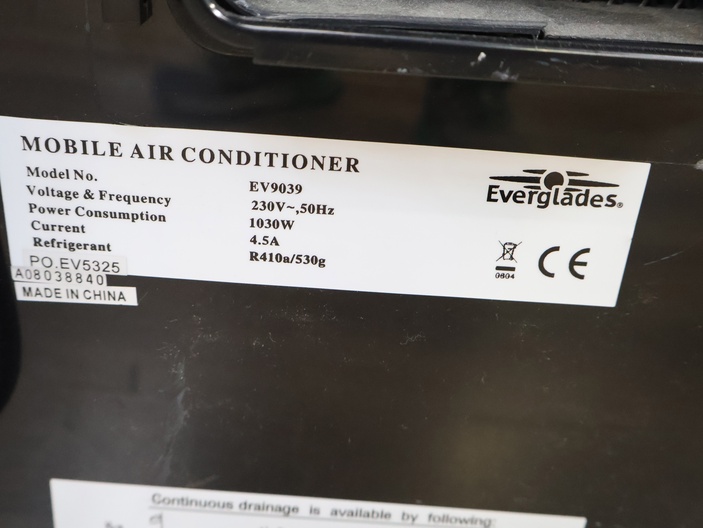 MOBILE AIR CONDITIONER
Model No. EV9039
Voltage & Frequency 230V~,50Hz
Power Consumption 1030W
Current 4.5A
Refrigerant R410a/530g
PO.EV5325
A08038840
MADE IN CHINA
Everglades®
0804
CE
Continuous drainage is available by following: